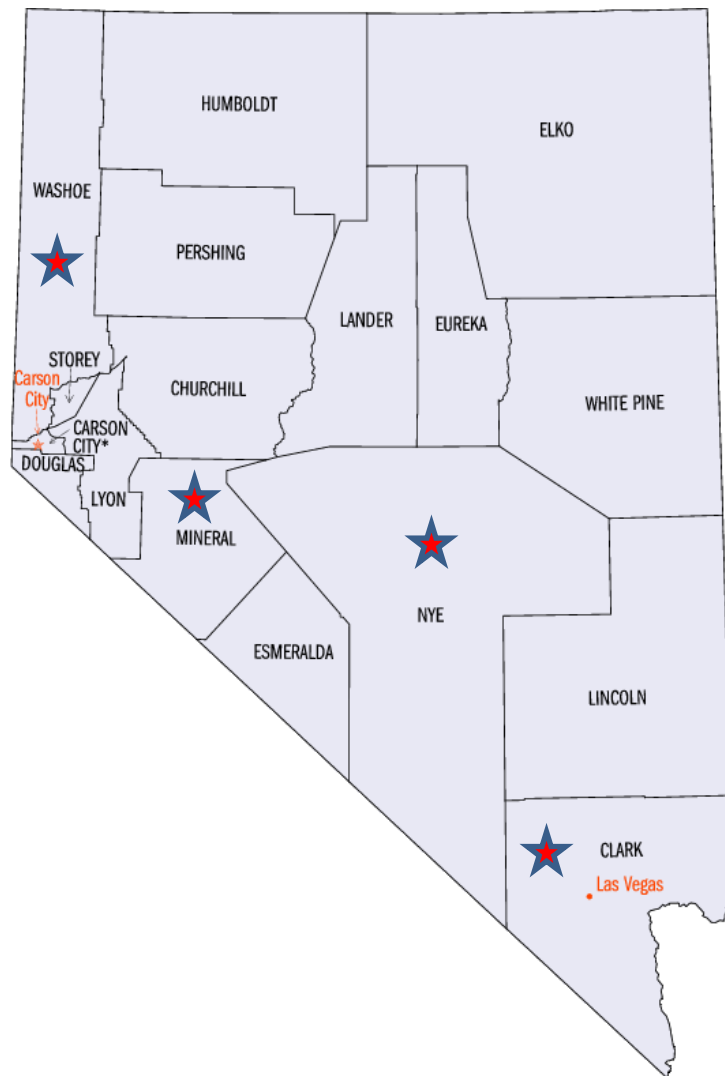 HUMBOLDT
ELKO
WASHOE
PERSHING
LANDER
EUREKA
STOREY
Carson
City
CHURCHILL
WHITE PINE
CARSON
CITY*
DOUGLAS
LYON
MINERAL
NYE
ESMERALDA
LINCOLN
CLARK
Las Vegas